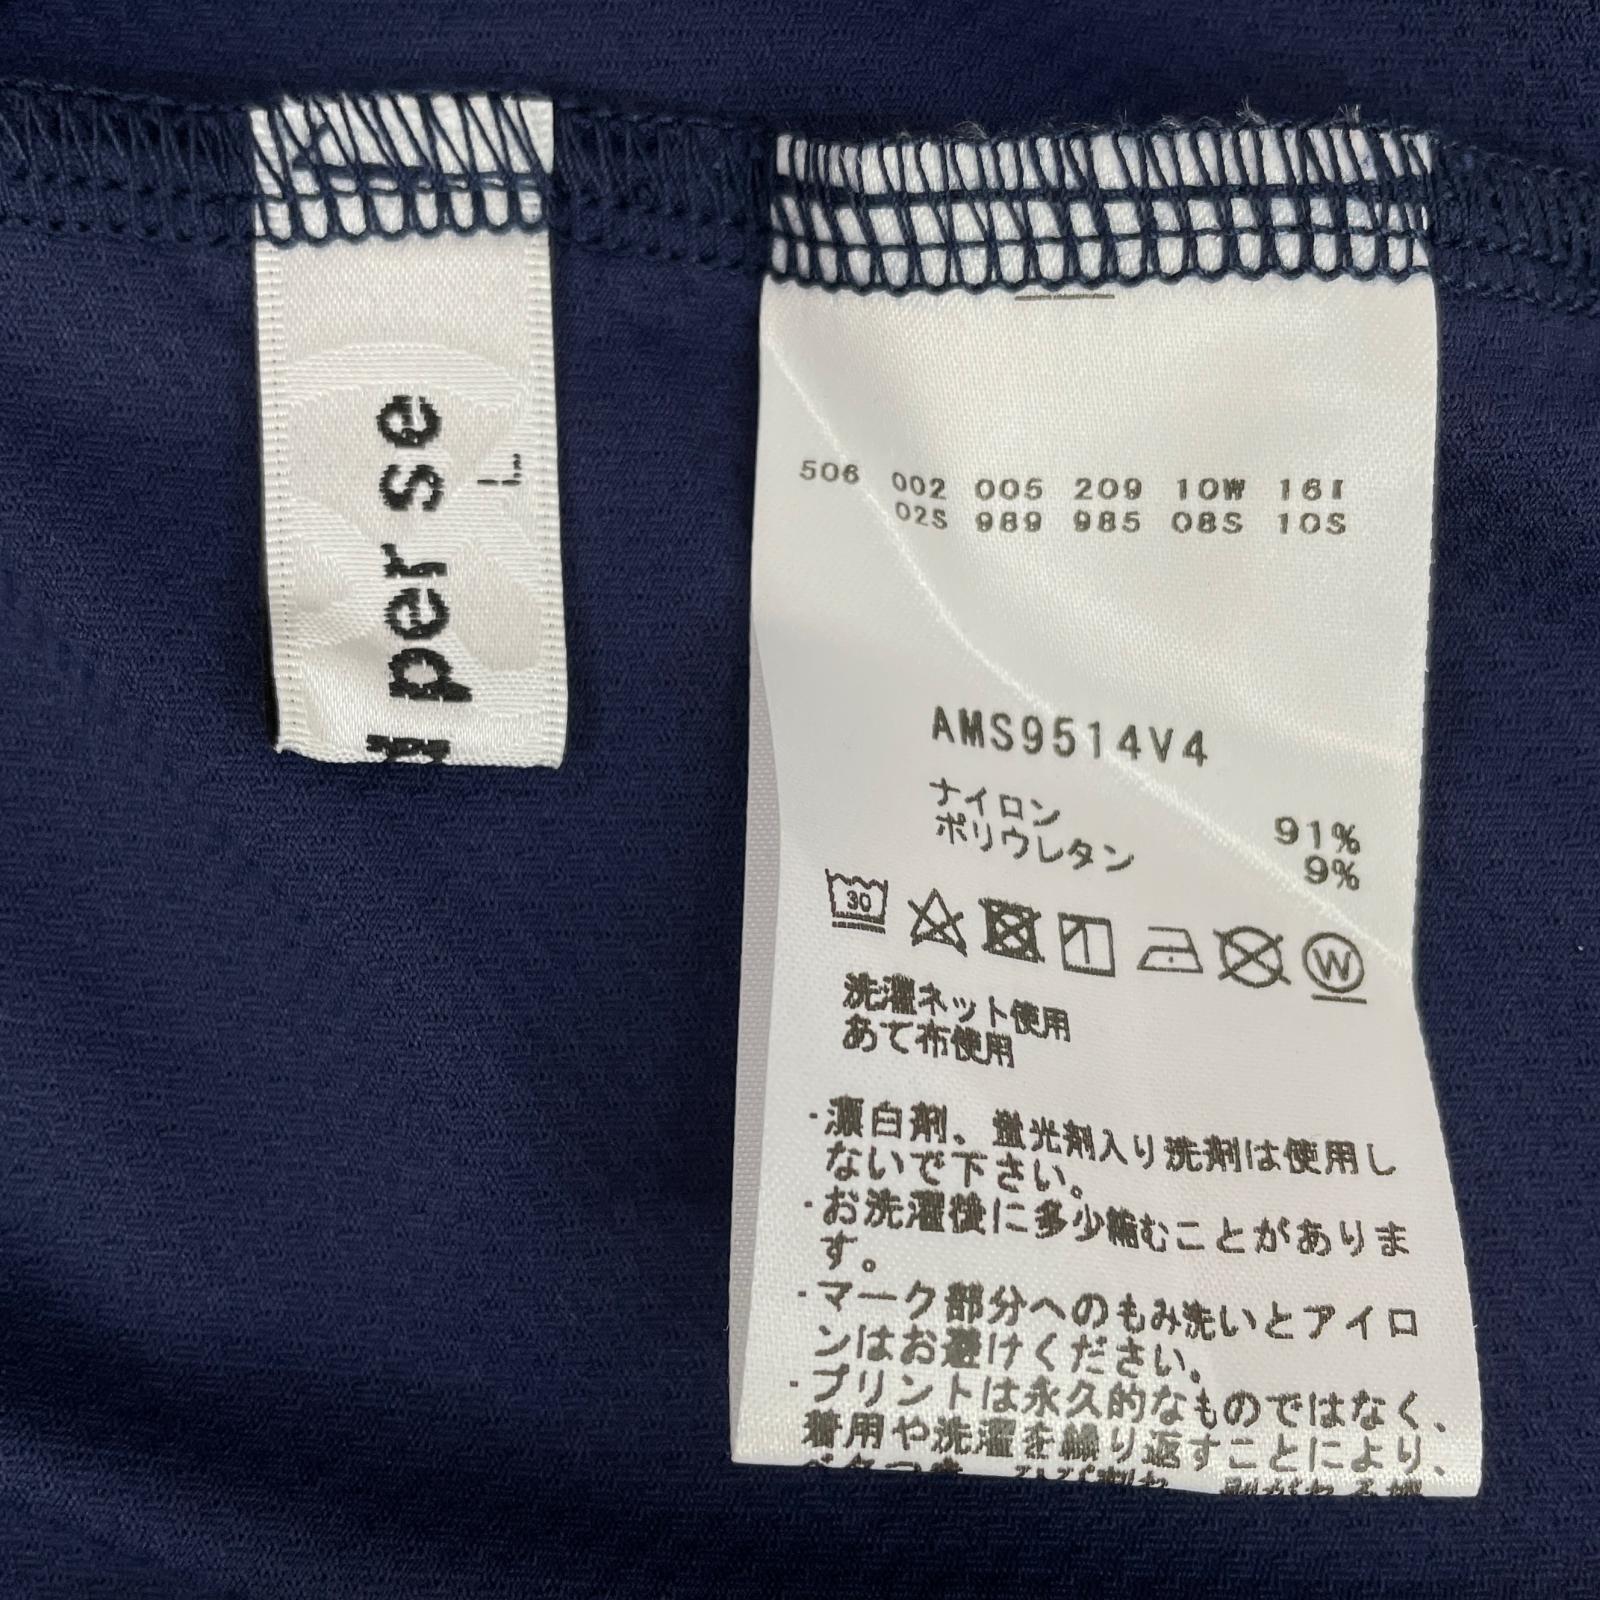 per se
L
506 002 005 209 10W 16I
02S 989 985 08S 10S
AMS9514V4
ナイロン 91%
ポリウレタン 9%
30
W
洗濯ネット使用
あて布使用
・漂白剤、蛍光剤入り洗剤は使用し
ないで下さい。
・お洗濯後に多少縮むことがありま
す。
・マーク部分へのもみ洗いとアイロ
ンはお避けください。
・プリントは永久的なものではなく、
着用や洗濯を繰り返すことにより、